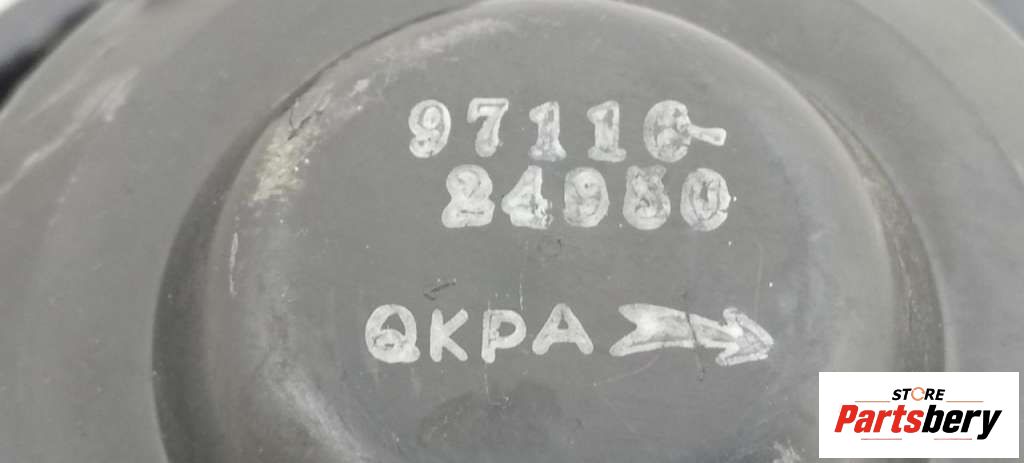 97116-
24950
QKPA
STORE
Partsbery